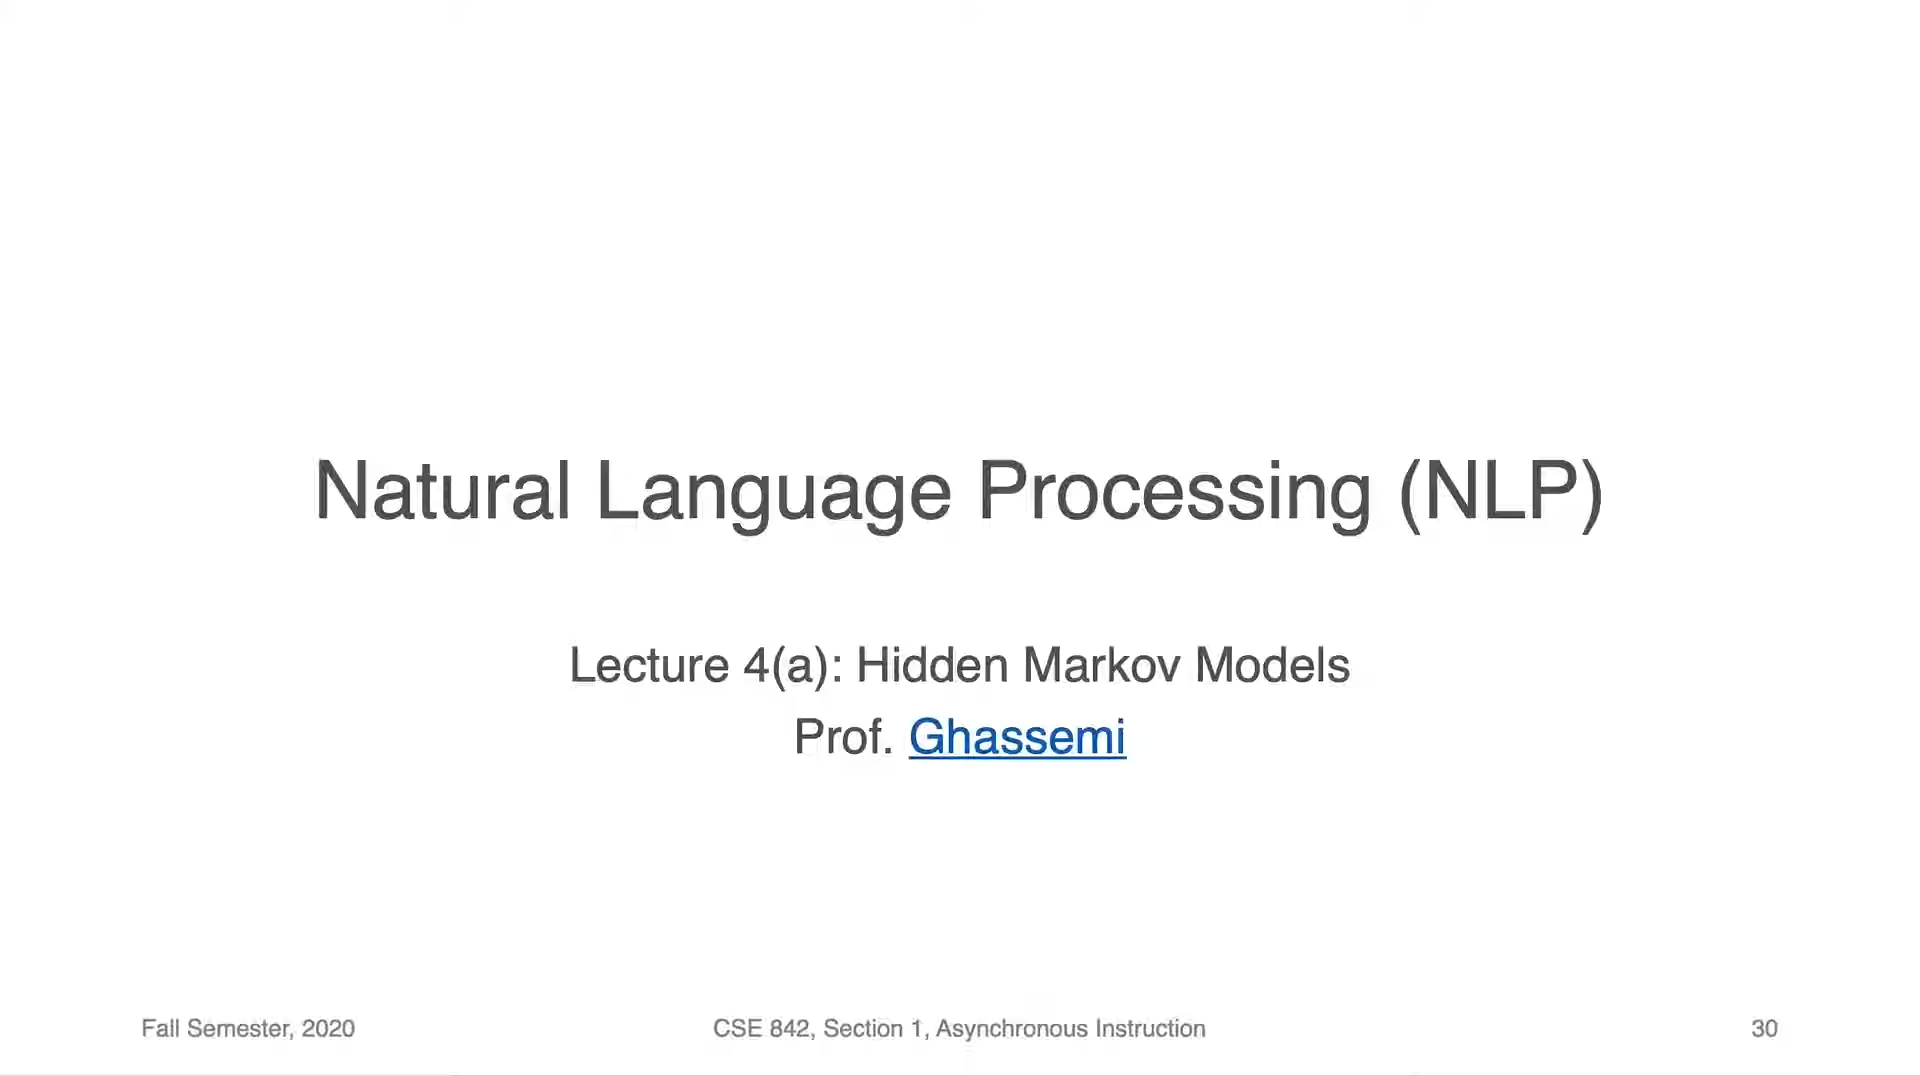 Natural Language Processing (NLP)
Lecture 4(a): Hidden Markov Models
Prof. Ghassemi
Fall Semester, 2020
CSE 842, Section 1, Asynchronous Instruction
30